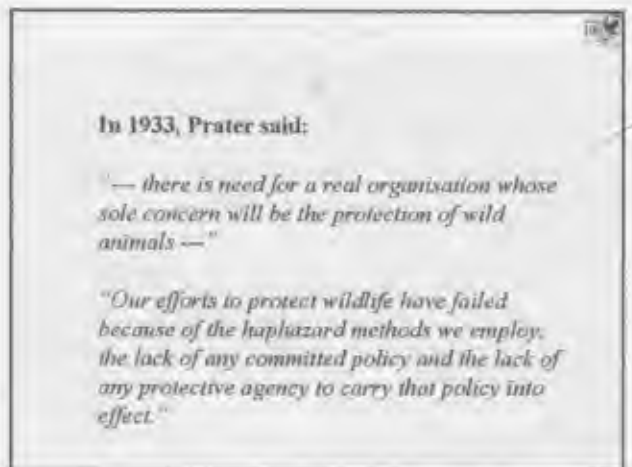 In 1933, Prater said:
"— there is need for a real organisation whose
sole concern will be the protection of wild
animals —"
"Our efforts to protect wildlife have failed
because of the haphazard methods we employ,
the lack of any committed policy and the lack of
any protective agency to carry that policy into
effect."